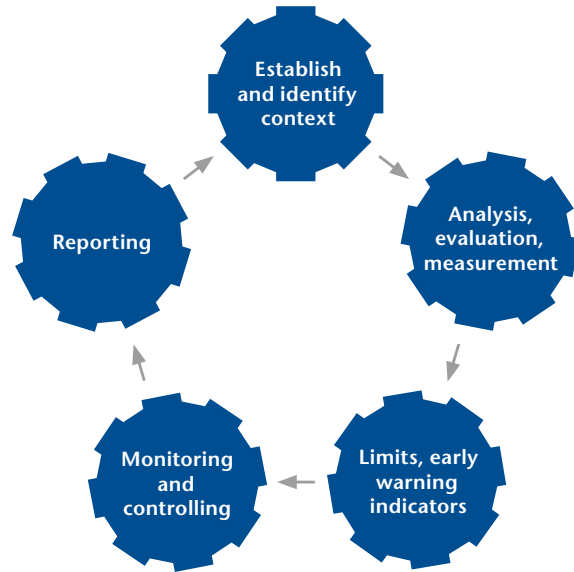 Establish
and identify
context
Analysis,
evaluation,
measurement
Limits, early
warning
indicators
Monitoring
and
controlling
Reporting